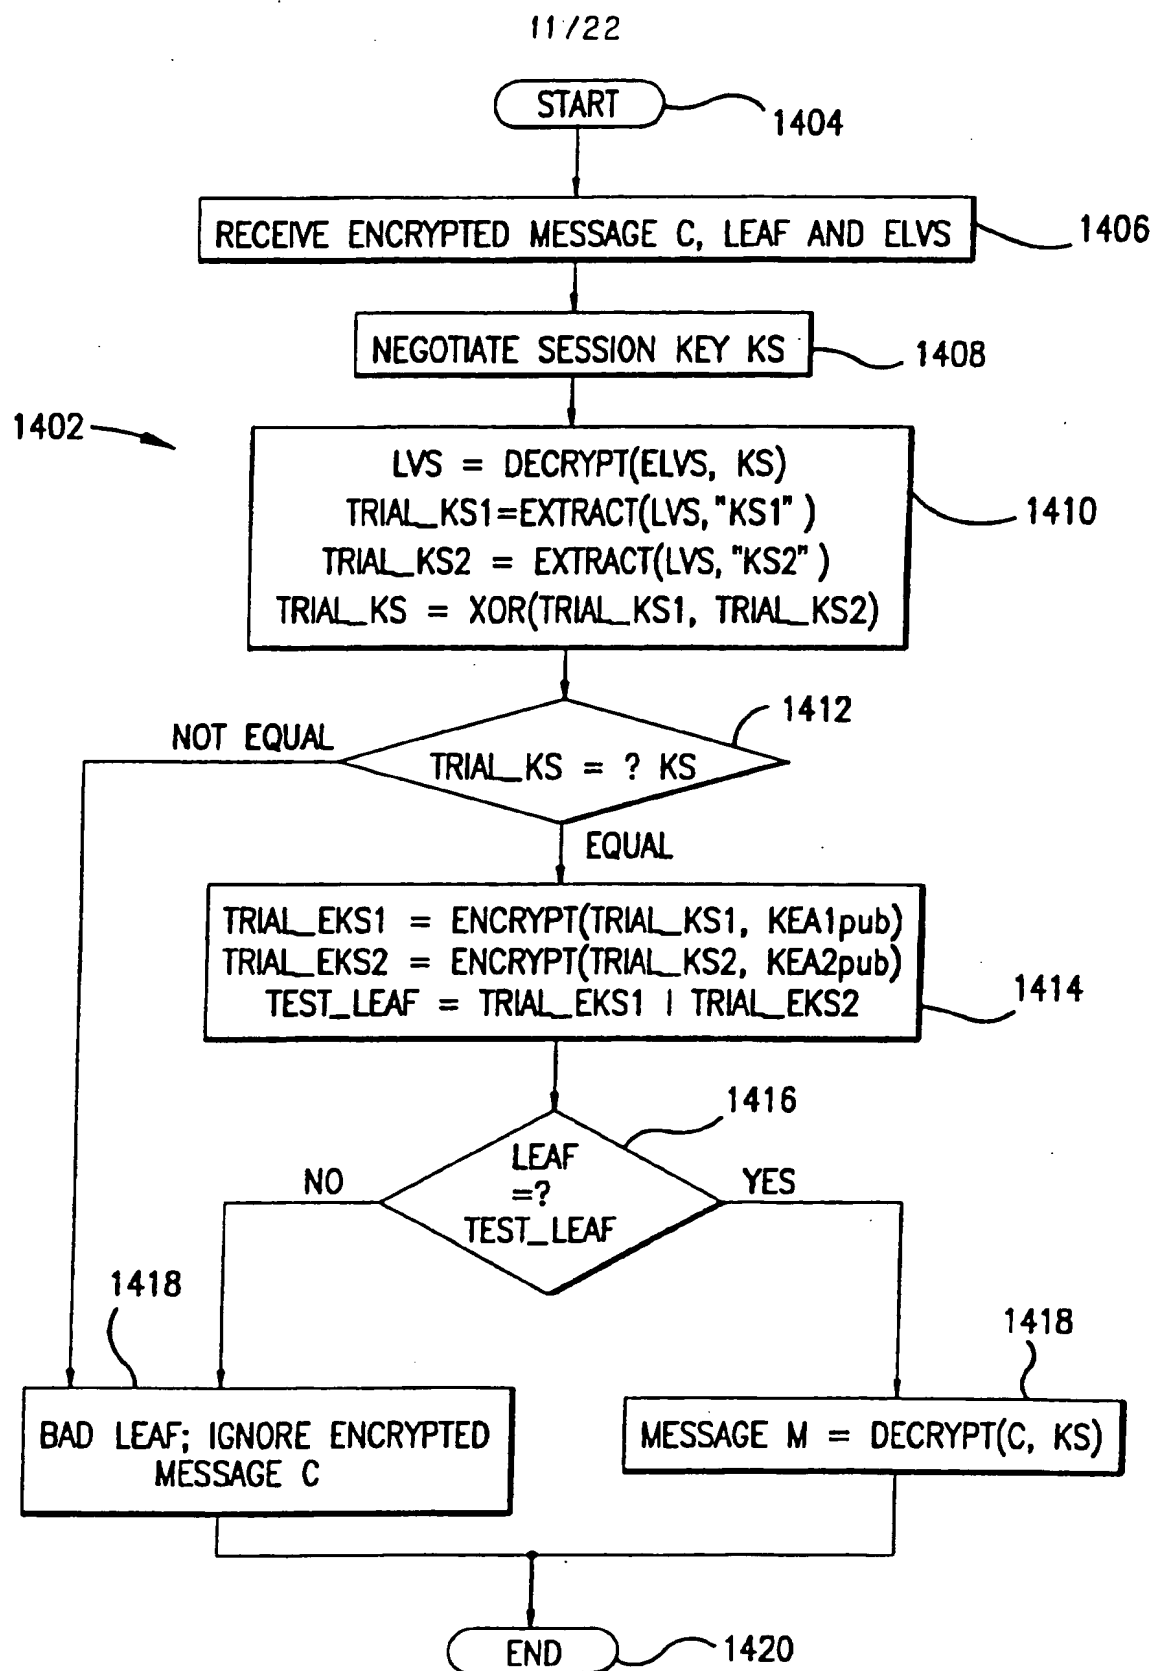 11/22
START
1404
RECEIVE ENCRYPTED MESSAGE C, LEAF AND ELVS
1406
NEGOTIATE SESSION KEY KS
1408
1402
LVS = DECRYPT(ELVS, KS)
TRIAL_KS1=EXTRACT(LVS,"KS1")
TRIAL_KS2 = EXTRACT(LVS,"KS2")
TRIAL_KS = XOR(TRIAL_KS1, TRIAL_KS2)
1410
1412
NOT EQUAL
TRIAL_KS = ? KS
EQUAL
TRIAL_EKS1 = ENCRYPT(TRIAL_KS1, KEA1pub)
TRIAL_EKS2 = ENCRYPT(TRIAL_KS2, KEA2pub)
TEST_LEAF = TRIAL_EKS1 | TRIAL_EKS2
1414
1416
LEAF
=?
TEST_LEAF
NO
YES
1418
1418
BAD LEAF; IGNORE ENCRYPTED
MESSAGE C
MESSAGE M = DECRYPT(C, KS)
END
1420